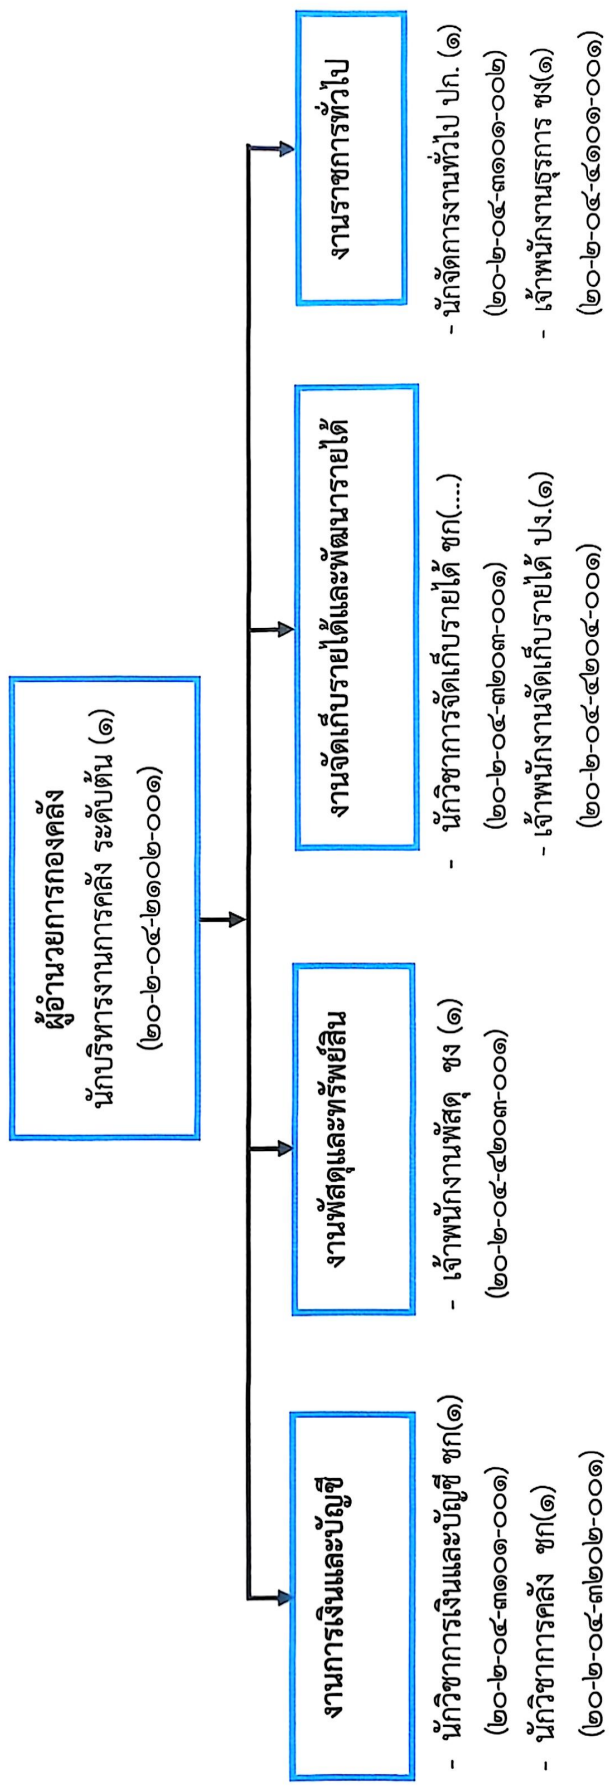 ผู้อำนวยการกองคลัง
นักบริหารงานการคลัง ระดับต้น (๑)
(๒๐-๒-๐๔-๒๑๐๒-๐๐๑)
งานการเงินและบัญชี
- นักวิชาการเงินและบัญชี ชก(๑)
(๒๐-๒-๐๔-๓๑๐๑-๐๐๑)
- นักวิชาการคลัง ชก(๑)
(๒๐-๒-๐๔-๓๒๐๒-๐๐๑)
งานพัสดุและทรัพย์สิน
- เจ้าพนักงานพัสดุ ชง (๑)
(๒๐-๒-๐๔-๔๒๐๓-๐๐๑)
งานจัดเก็บรายได้และพัฒนารายได้
- นักวิชาการจัดเก็บรายได้ ชก(....)
(๒๐-๒-๐๔-๓๒๐๓-๐๐๑)
- เจ้าพนักงานจัดเก็บรายได้ ปง.(๑)
(๒๐-๒-๐๔-๔๒๐๔-๐๐๑)
งานราชการทั่วไป
- นักจัดการงานทั่วไป ปก. (๑)
(๒๐-๒-๐๔-๓๑๐๑-๐๐๒)
- เจ้าพนักงานธุรการ ชง(๑)
(๒๐-๒-๐๔-๔๑๐๑-๐๐๑)